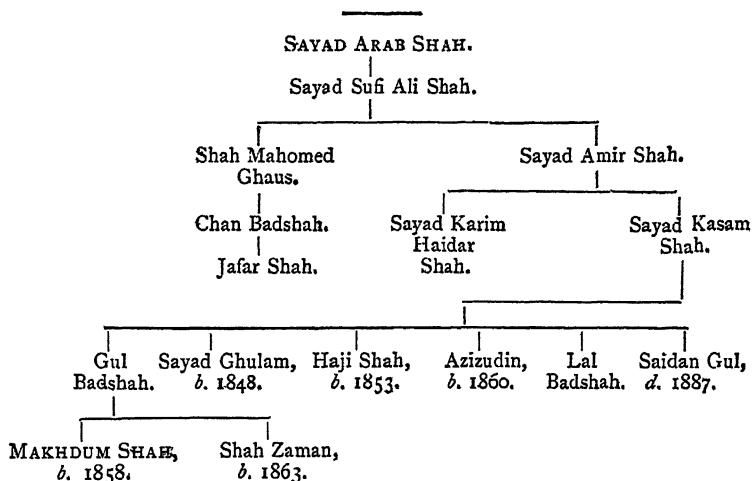 SAYAD ARAB SHAH.
Sayad Sufi Ali Shah.
Shah Mahomed Ghaus.
Sayad Amir Shah.
Chan Badshah.
Sayad Karim Haidar Shah.
Sayad Kasam Shah.
Jafar Shah.
Gul Badshah.
Sayad Ghulam, b. 1848.
Haji Shah, b. 1853.
Azizudin, b. 1860.
Lal Badshah.
Saidan Gul, d. 1887.
MAKHDUM SHAH, b. 1858.
Shah Zaman, b. 1863.